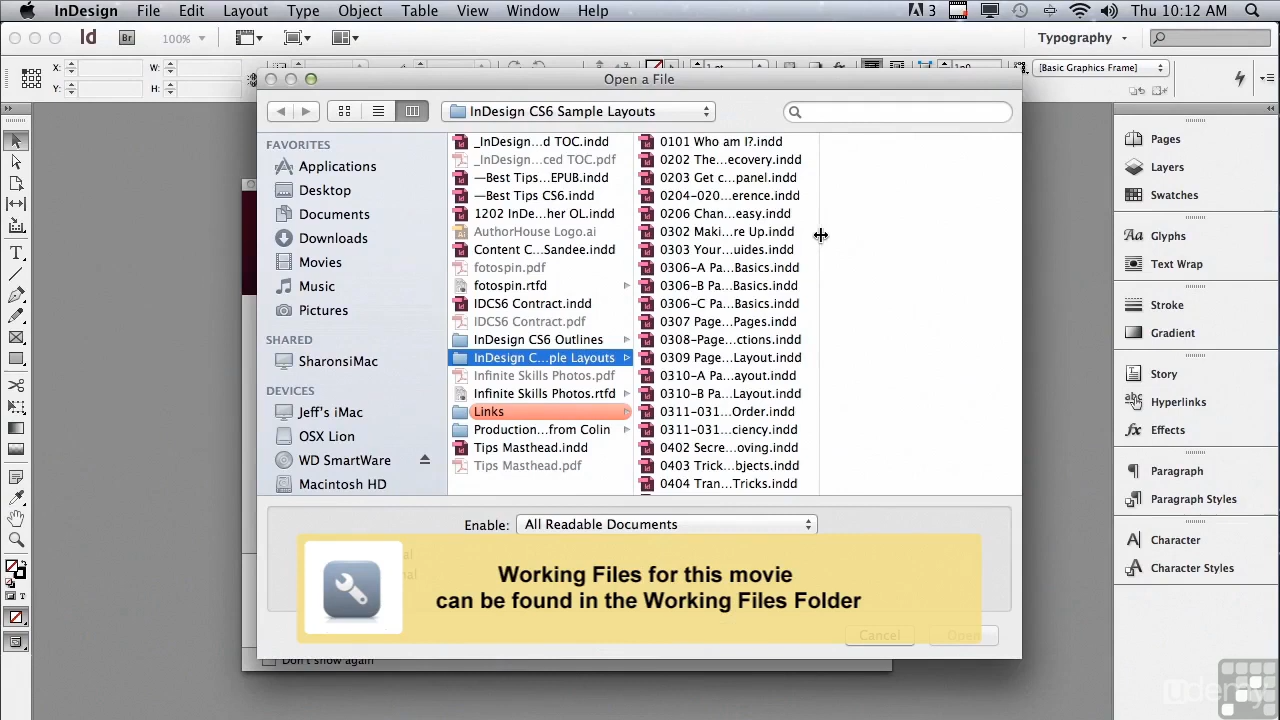 InDesign File Edit Layout Type Object Table View Window Help 3 Thu 10:12 AM
Id Br 100% Typography
X: W:
Y: H:
[Basic Graphics Frame]
Open a File
InDesign CS6 Sample Layouts
FAVORITES
Applications
Desktop
Documents
Downloads
Movies
Music
Pictures
SHARED
SharonsiMac
DEVICES
Jeff's iMac
OSX Lion
WD SmartWare
Macintosh HD
_InDesign...d TOC.indd
_InDesign...ced TOC.pdf
—Best Tips...EPUB.indd
—Best Tips CS6.indd
1202 InDe...her OL.indd
AuthorHouse Logo.ai
Content C...Sandee.indd
fotospin.pdf
fotospin.rtfd
IDCS6 Contract.indd
IDCS6 Contract.pdf
InDesign CS6 Outlines
InDesign C...ple Layouts
Infinite Skills Photos.pdf
Infinite Skills Photos.rtfd
Links
Production...from Colin
Tips Masthead.indd
Tips Masthead.pdf
0101 Who am I?.indd
0202 The...ecovery.indd
0203 Get c...panel.indd
0204-020...erence.indd
0206 Chan...easy.indd
0302 Maki...re Up.indd
0303 Your...uides.indd
0306-A Pa...Basics.indd
0306-B Pa...Basics.indd
0306-C Pa...Basics.indd
0307 Page...Pages.indd
0308-Page...ctions.indd
0309 Page...Layout.indd
0310-A Pa...ayout.indd
0310-B Pa...Layout.indd
0311-031...Order.indd
0311-031...ciency.indd
0402 Secre...oving.indd
0403 Trick...bjects.indd
0404 Tran...Tricks.indd
Enable: All Readable Documents
Working Files for this movie
can be found in the Working Files Folder
Cancel Open
Don't show again
Pages
Layers
Swatches
Glyphs
Text Wrap
Stroke
Gradient
Story
Hyperlinks
Effects
Paragraph
Paragraph Styles
Character
Character Styles
udemy